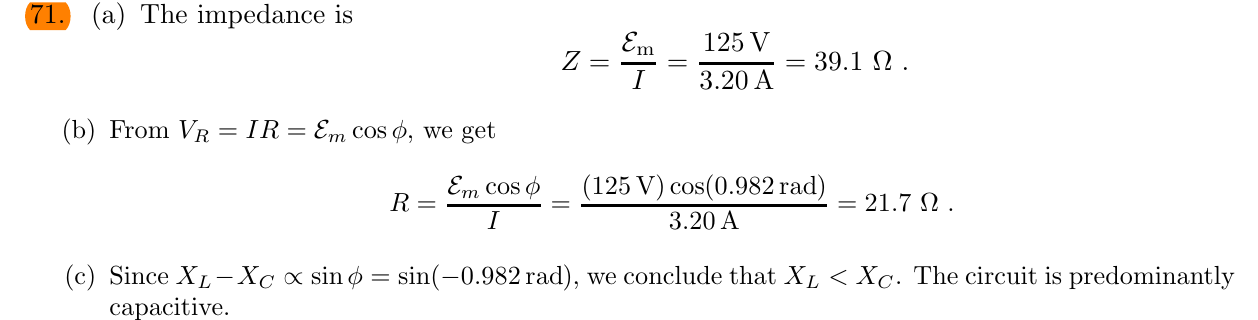 71. (a) The impedance is
Z = ℰm / I = 125 V / 3.20 A = 39.1 Ω .
(b) From V_R = IR = ℰ_m cos ϕ, we get
R = ℰ_m cos ϕ / I = (125 V) cos(0.982 rad) / 3.20 A = 21.7 Ω .
(c) Since X_L − X_C ∝ sin ϕ = sin(−0.982 rad), we conclude that X_L < X_C. The circuit is predominantly
capacitive.